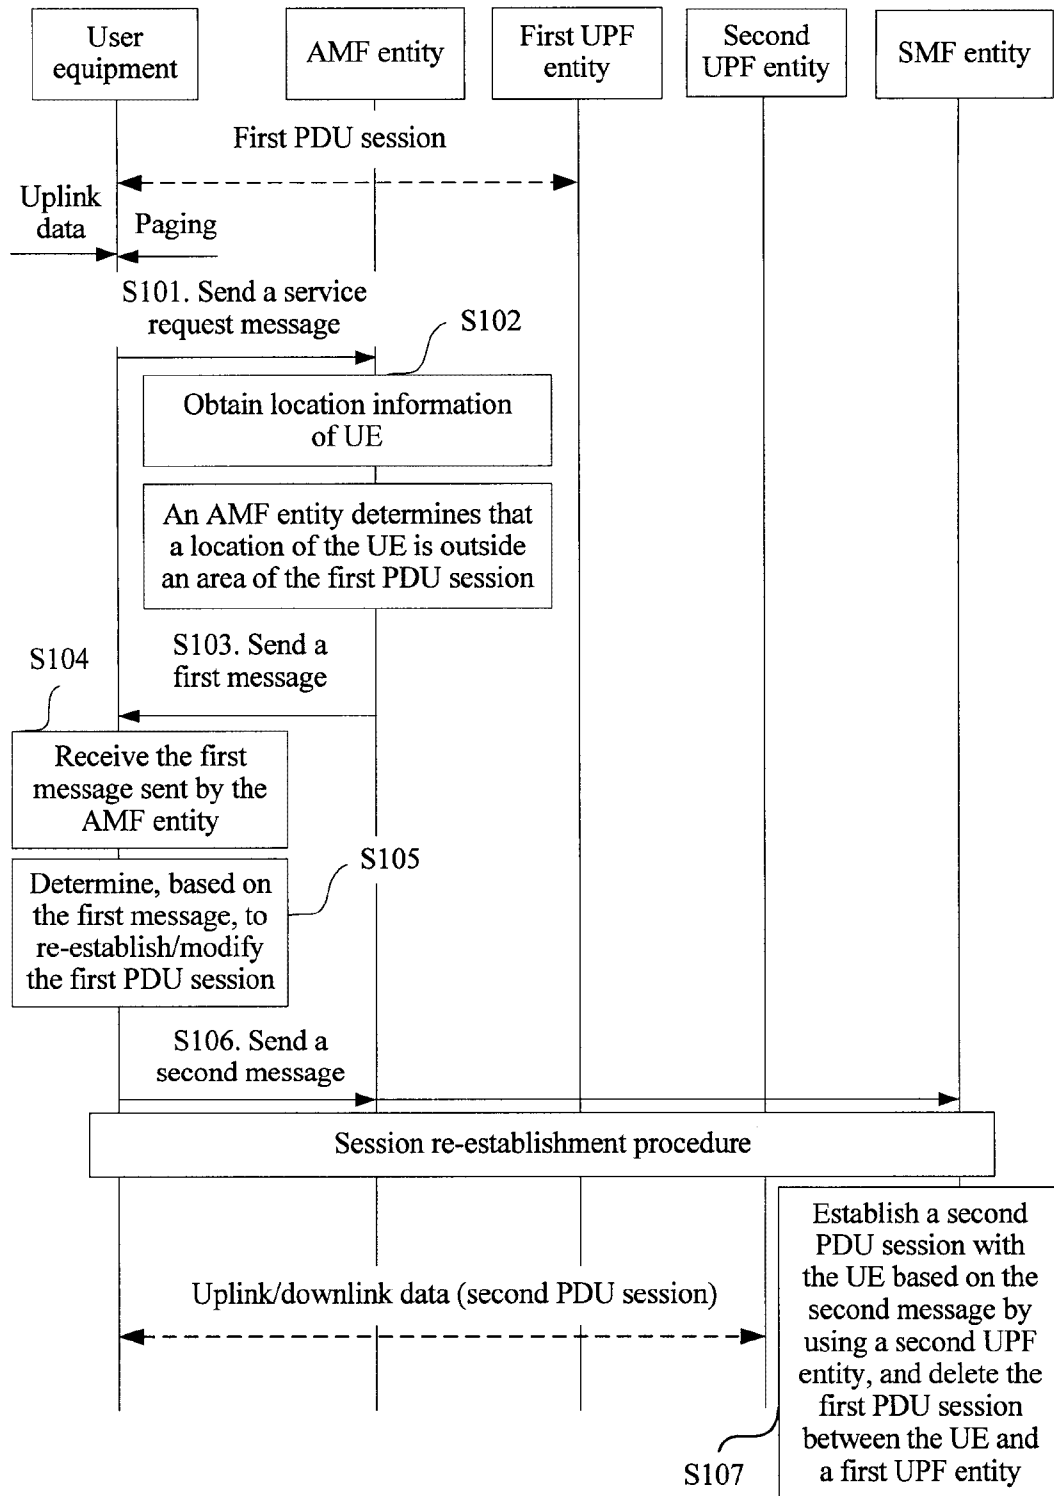 User
equipment
AMF entity
First UPF
entity
Second
UPF entity
SMF entity
First PDU session
Uplink
data
Paging
S101. Send a service
request message
S102
Obtain location information
of UE
An AMF entity determines that
a location of the UE is outside
an area of the first PDU session
S103. Send a
first message
S104
Receive the first
message sent by the
AMF entity
S105
Determine, based on
the first message, to
re-establish/modify
the first PDU session
S106. Send a
second message
Session re-establishment procedure
Uplink/downlink data (second PDU session)
Establish a second
PDU session with
the UE based on the
second message by
using a second UPF
entity, and delete the
first PDU session
between the UE and
a first UPF entity
S107